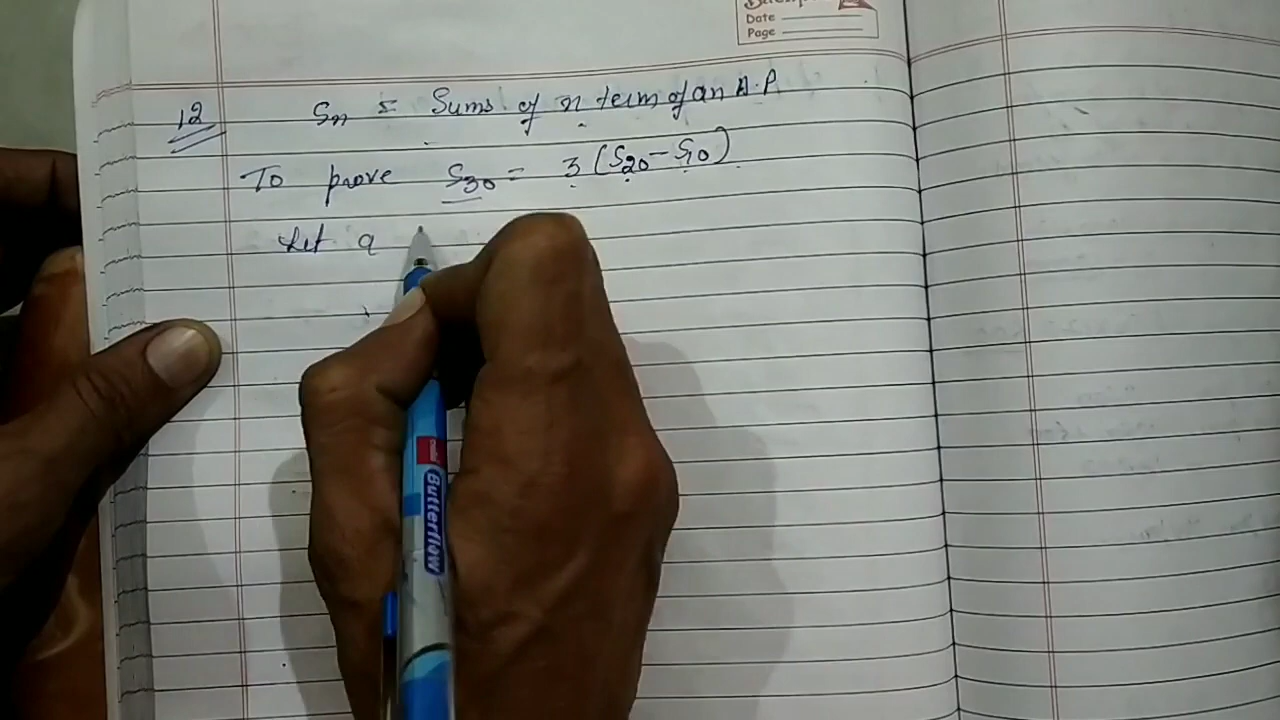 Date
Page
12 Sn = Sums of n term of an A.P
To prove S30 = 3 (S20 - S10)
Let a
Butterflow